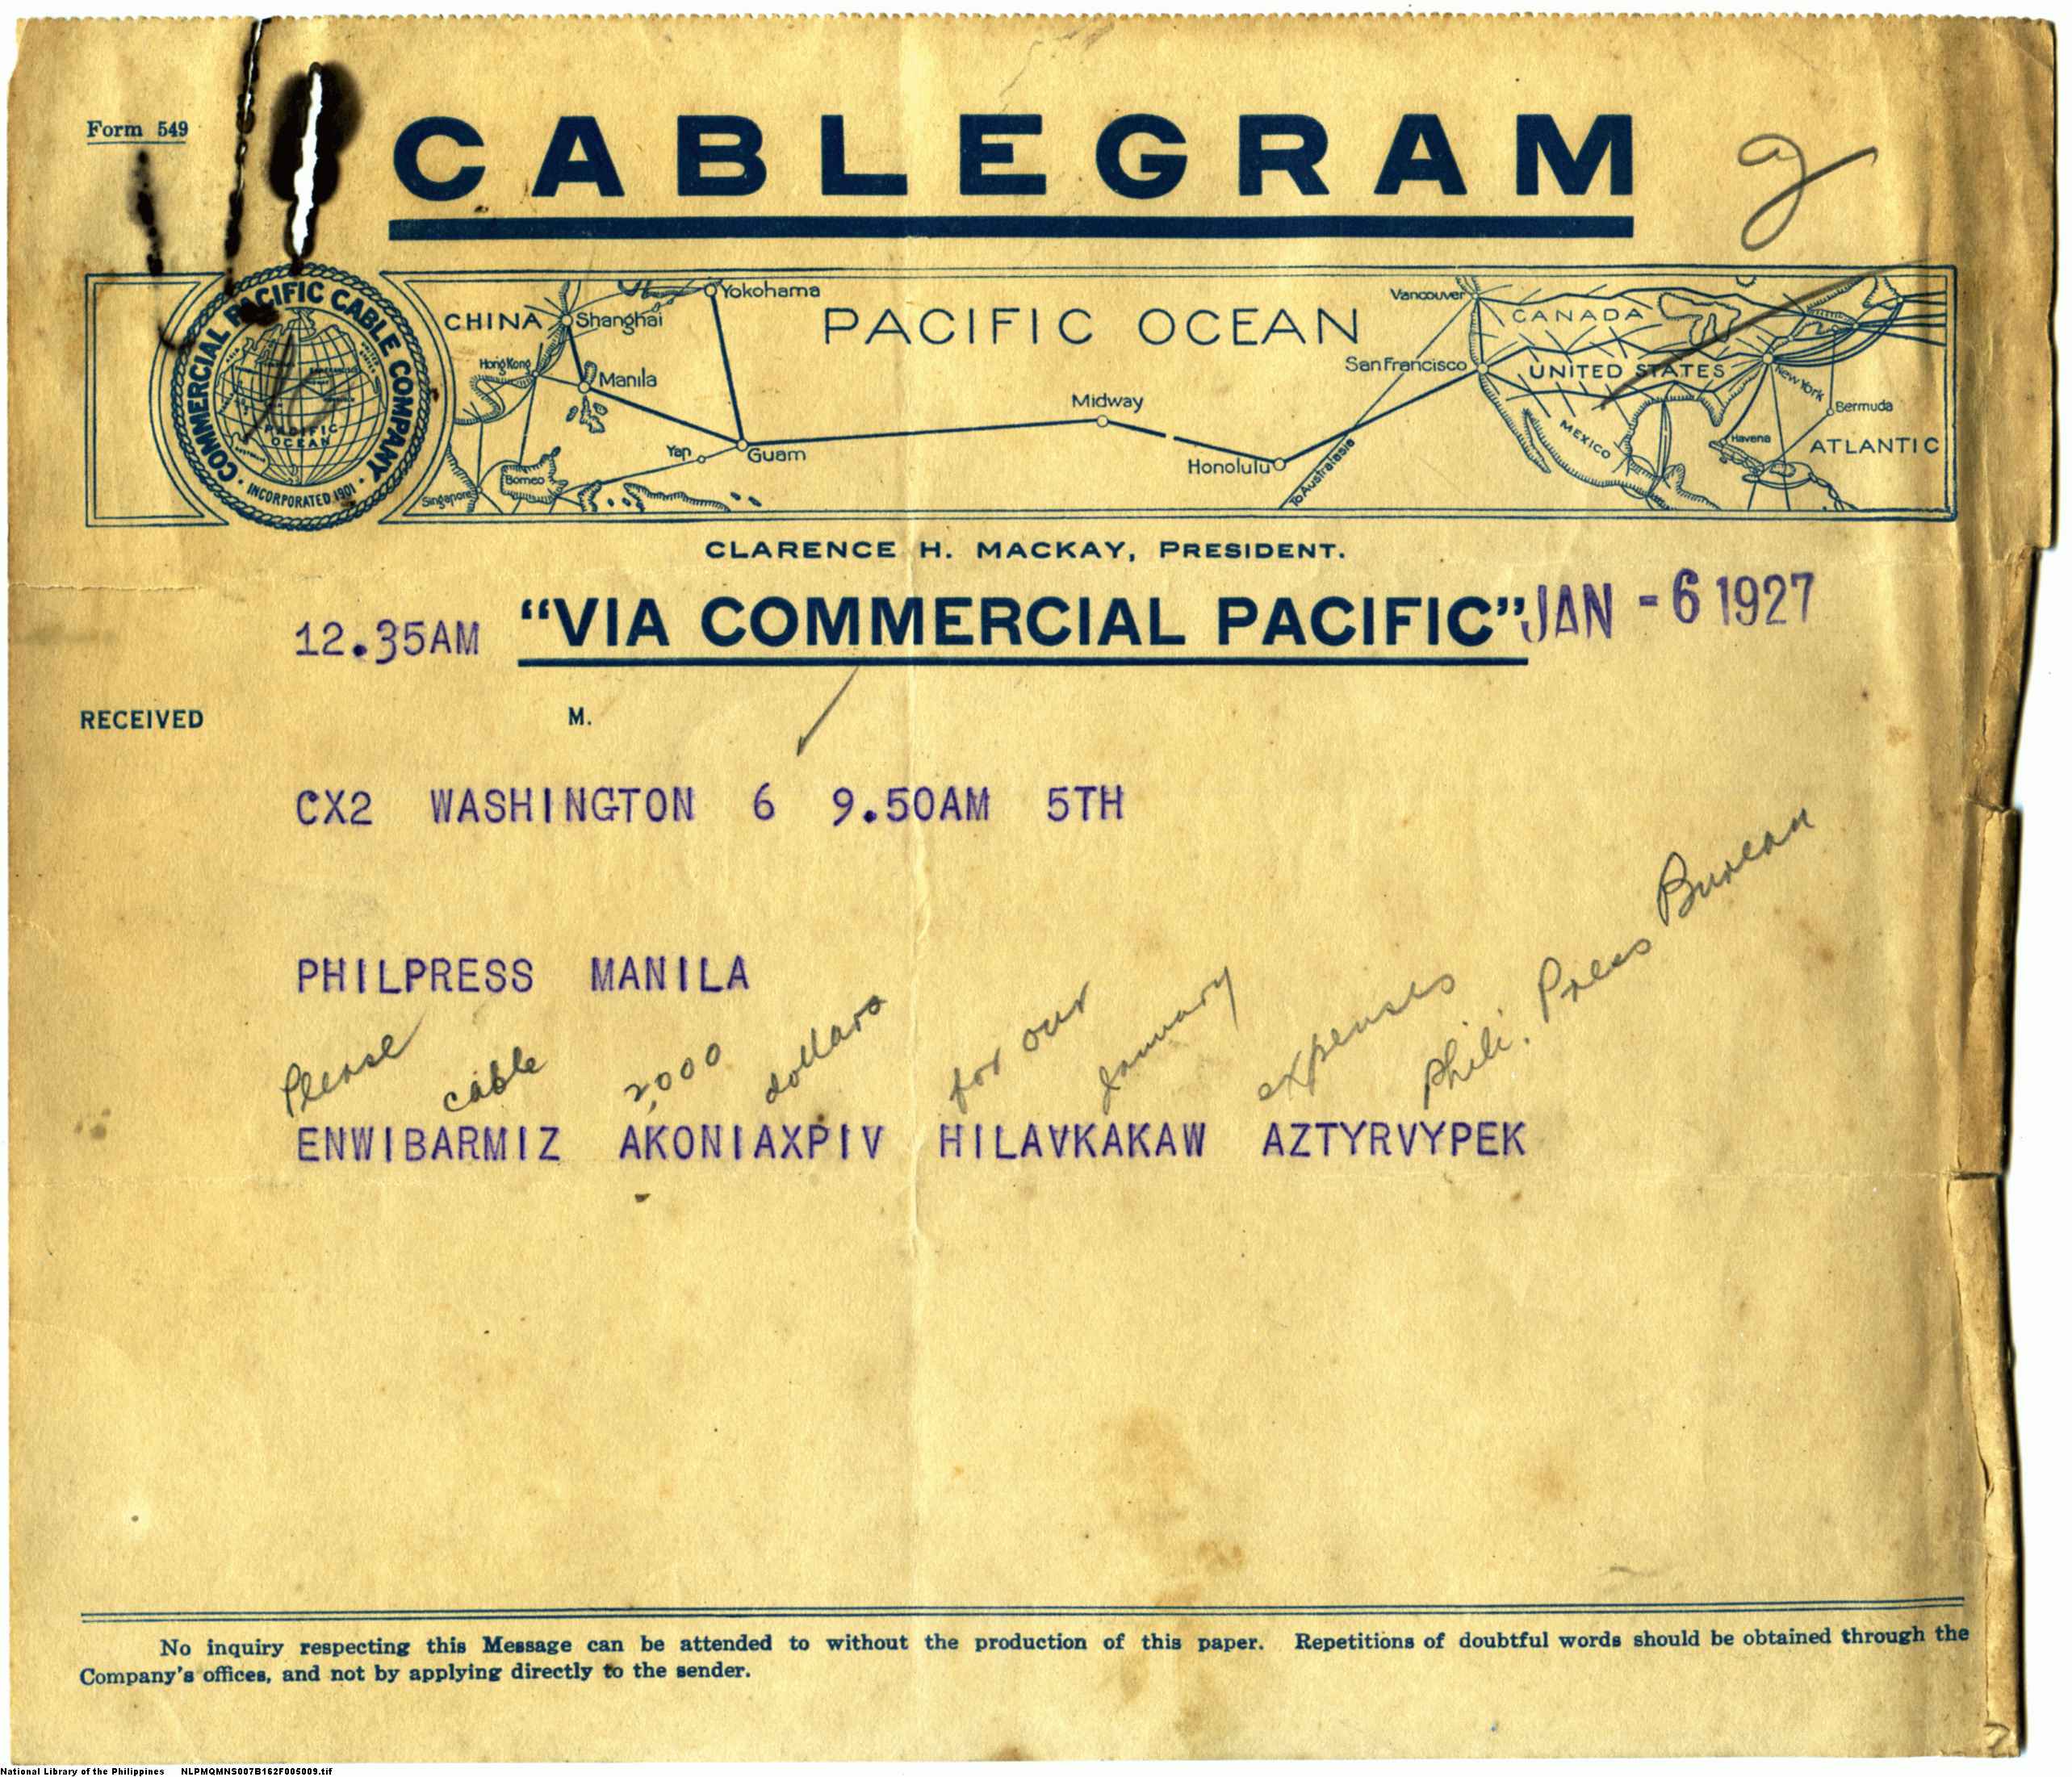 Form 549
CABLEGRAM
COMMERCIAL PACIFIC CABLE COMPANY
INCORPORATED 1901
PACIFIC OCEAN
CHINA
Yokohama
Shanghai
Hong Kong
Manila
Yap
Guam
Borneo
Singapore
PACIFIC OCEAN
Midway
Honolulu
To Australasia
Vancouver
San Francisco
CANADA
UNITED STATES
MEXICO
New York
Bermuda
Havana
ATLANTIC
CLARENCE H. MACKAY, PRESIDENT.
12.35AM "VIA COMMERCIAL PACIFIC" JAN - 6 1927
RECEIVED M.
CX2 WASHINGTON 6 9.50AM 5TH
PHILPRESS MANILA
Please cable 2,000 dollars for our January expenses Phili. Press Bureau
ENWIBARMIZ AKONIAXPIV HILAVKAKAW AZTYRVYPEK
No inquiry respecting this Message can be attended to without the production of this paper. Repetitions of doubtful words should be obtained through the
Company's offices, and not by applying directly to the sender.
National Library of the Philippines NLPMQMNS007B162F005009.tif